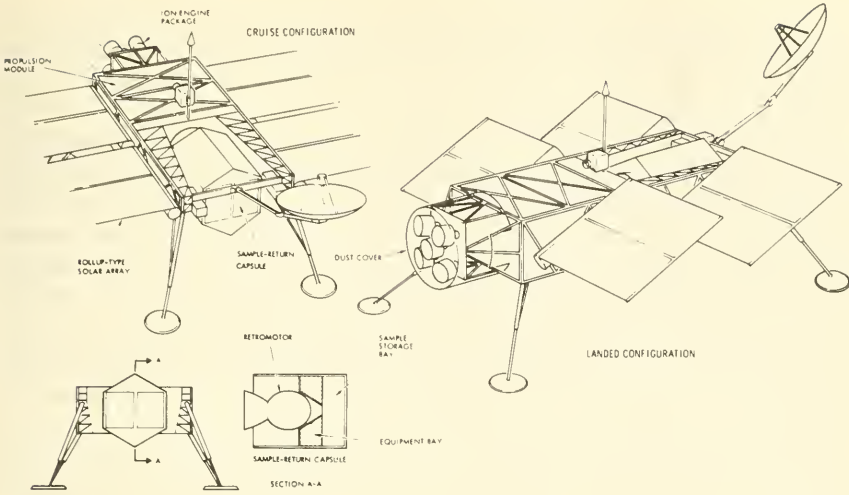 ION ENGINE
PACKAGE
CRUISE CONFIGURATION
PROPULSION
MODULE
ROLLUP-TYPE
SOLAR ARRAY
SAMPLE-RETURN
CAPSULE
DUST COVER
SAMPLE
STORAGE
BAY
LANDED CONFIGURATION
RETROMOTOR
A
A
EQUIPMENT BAY
SAMPLE-RETURN CAPSULE
SECTION A-A